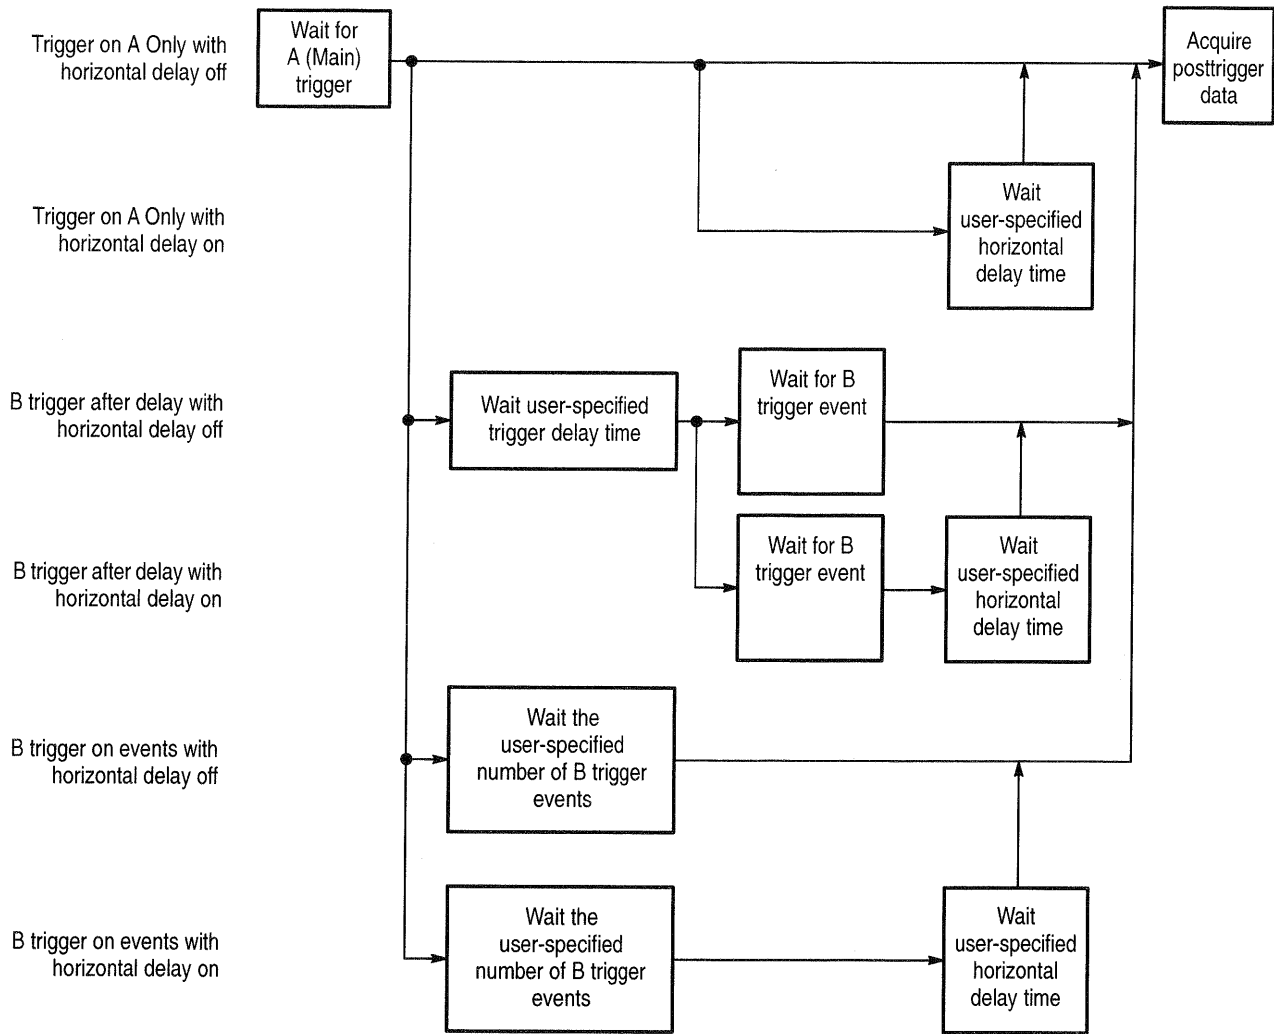 Trigger on A Only with
horizontal delay off
Wait for
A (Main)
trigger
Acquire
posttrigger
data
Trigger on A Only with
horizontal delay on
Wait
user-specified
horizontal
delay time
B trigger after delay with
horizontal delay off
Wait user-specified
trigger delay time
Wait for B
trigger event
B trigger after delay with
horizontal delay on
Wait for B
trigger event
Wait
user-specified
horizontal
delay time
B trigger on events with
horizontal delay off
Wait the
user-specified
number of B trigger
events
B trigger on events with
horizontal delay on
Wait the
user-specified
number of B trigger
events
Wait
user-specified
horizontal
delay time